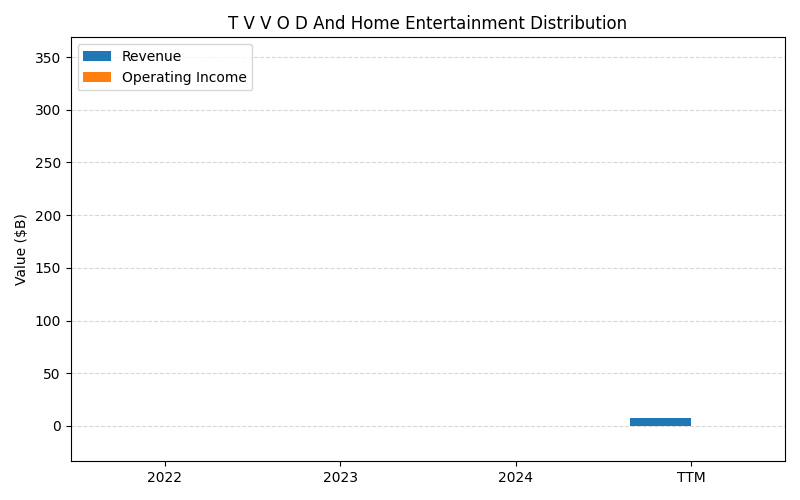 T V V O D And Home Entertainment Distribution
Revenue
Operating Income
Value ($B)
350
300
250
200
150
100
50
0
2022
2023
2024
TTM